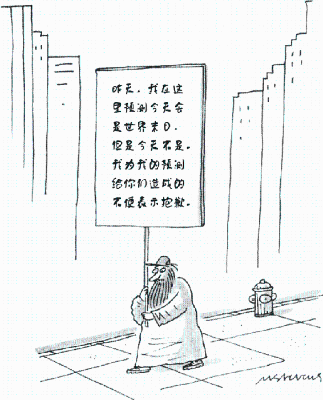 昨天，我在这
里预测今天会
是世界末日.
但是今天不是。
我为我的预测
给你们造成的
不便表示抱歉.